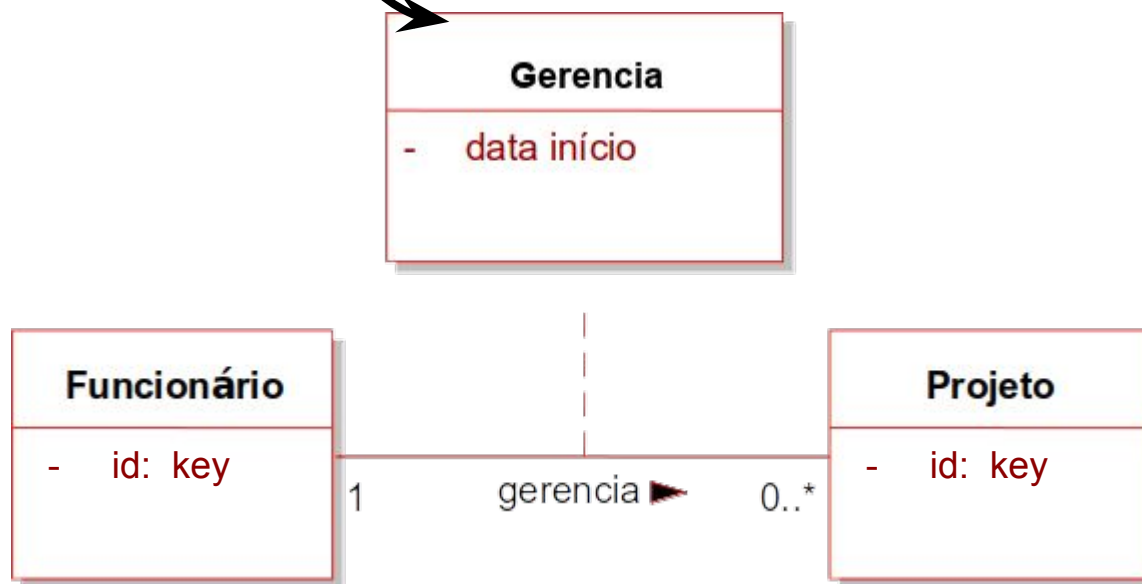 Gerencia
- data início
Funcionário
- id: key
Projeto
- id: key
1 gerencia 0..*